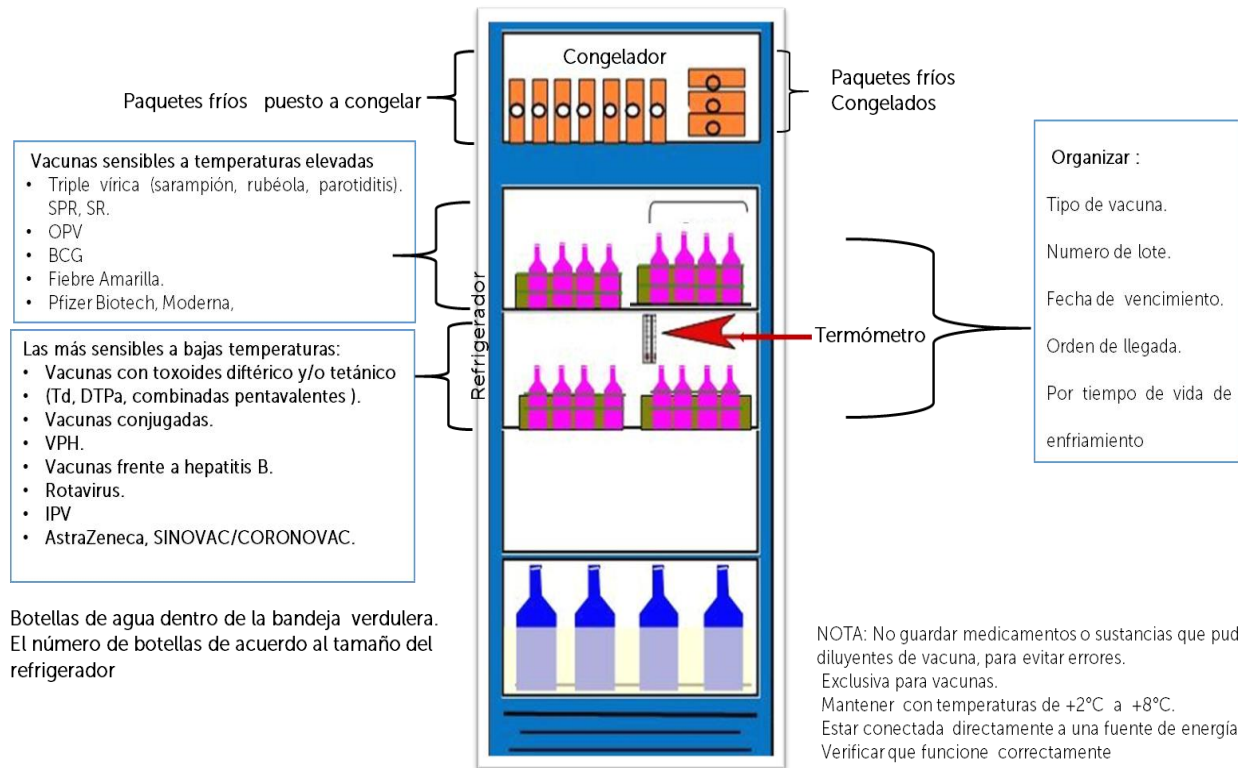 Congelador
Paquetes fríos puesto a congelar
Paquetes fríos
Congelados
Vacunas sensibles a temperaturas elevadas
• Triple vírica (sarampión, rubéola, parotiditis).
SPR, SR.
• OPV
• BCG
• Fiebre Amarilla.
• Pfizer Biotech, Moderna,
Las más sensibles a bajas temperaturas:
• Vacunas con toxoides diftérico y/o tetánico
• (Td, DTPa, combinadas pentavalentes ).
• Vacunas conjugadas.
• VPH.
• Vacunas frente a hepatitis B.
• Rotavirus.
• IPV
• AstraZeneca, SINOVAC/CORONOVAC.
Botellas de agua dentro de la bandeja verdulera.
El número de botellas de acuerdo al tamaño del
refrigerador
Refrigerador
Termómetro
Organizar :
Tipo de vacuna.
Numero de lote.
Fecha de vencimiento.
Orden de llegada.
Por tiempo de vida de
enfriamiento
NOTA: No guardar medicamentos o sustancias que pud
diluyentes de vacuna, para evitar errores.
Exclusiva para vacunas.
Mantener con temperaturas de +2°C a +8°C.
Estar conectada directamente a una fuente de energía
Verificar que funcione correctamente